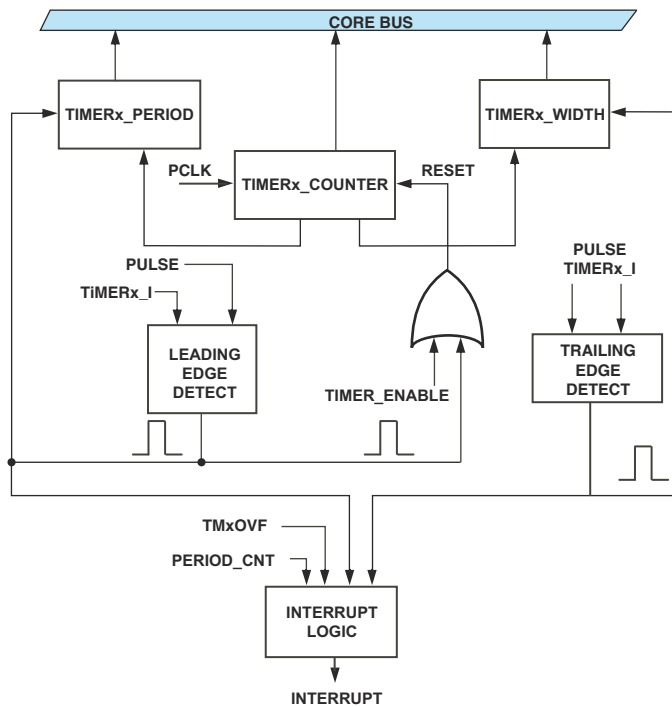 CORE BUS
TIMERx_PERIOD
TIMERx_WIDTH
PCLK
TIMERx_COUNTER
RESET
PULSE
TiMERx_I
PULSE
TIMERx_I
LEADING
EDGE
DETECT
TRAILING
EDGE
DETECT
TIMER_ENABLE
TMxOVF
PERIOD_CNT
INTERRUPT
LOGIC
INTERRUPT